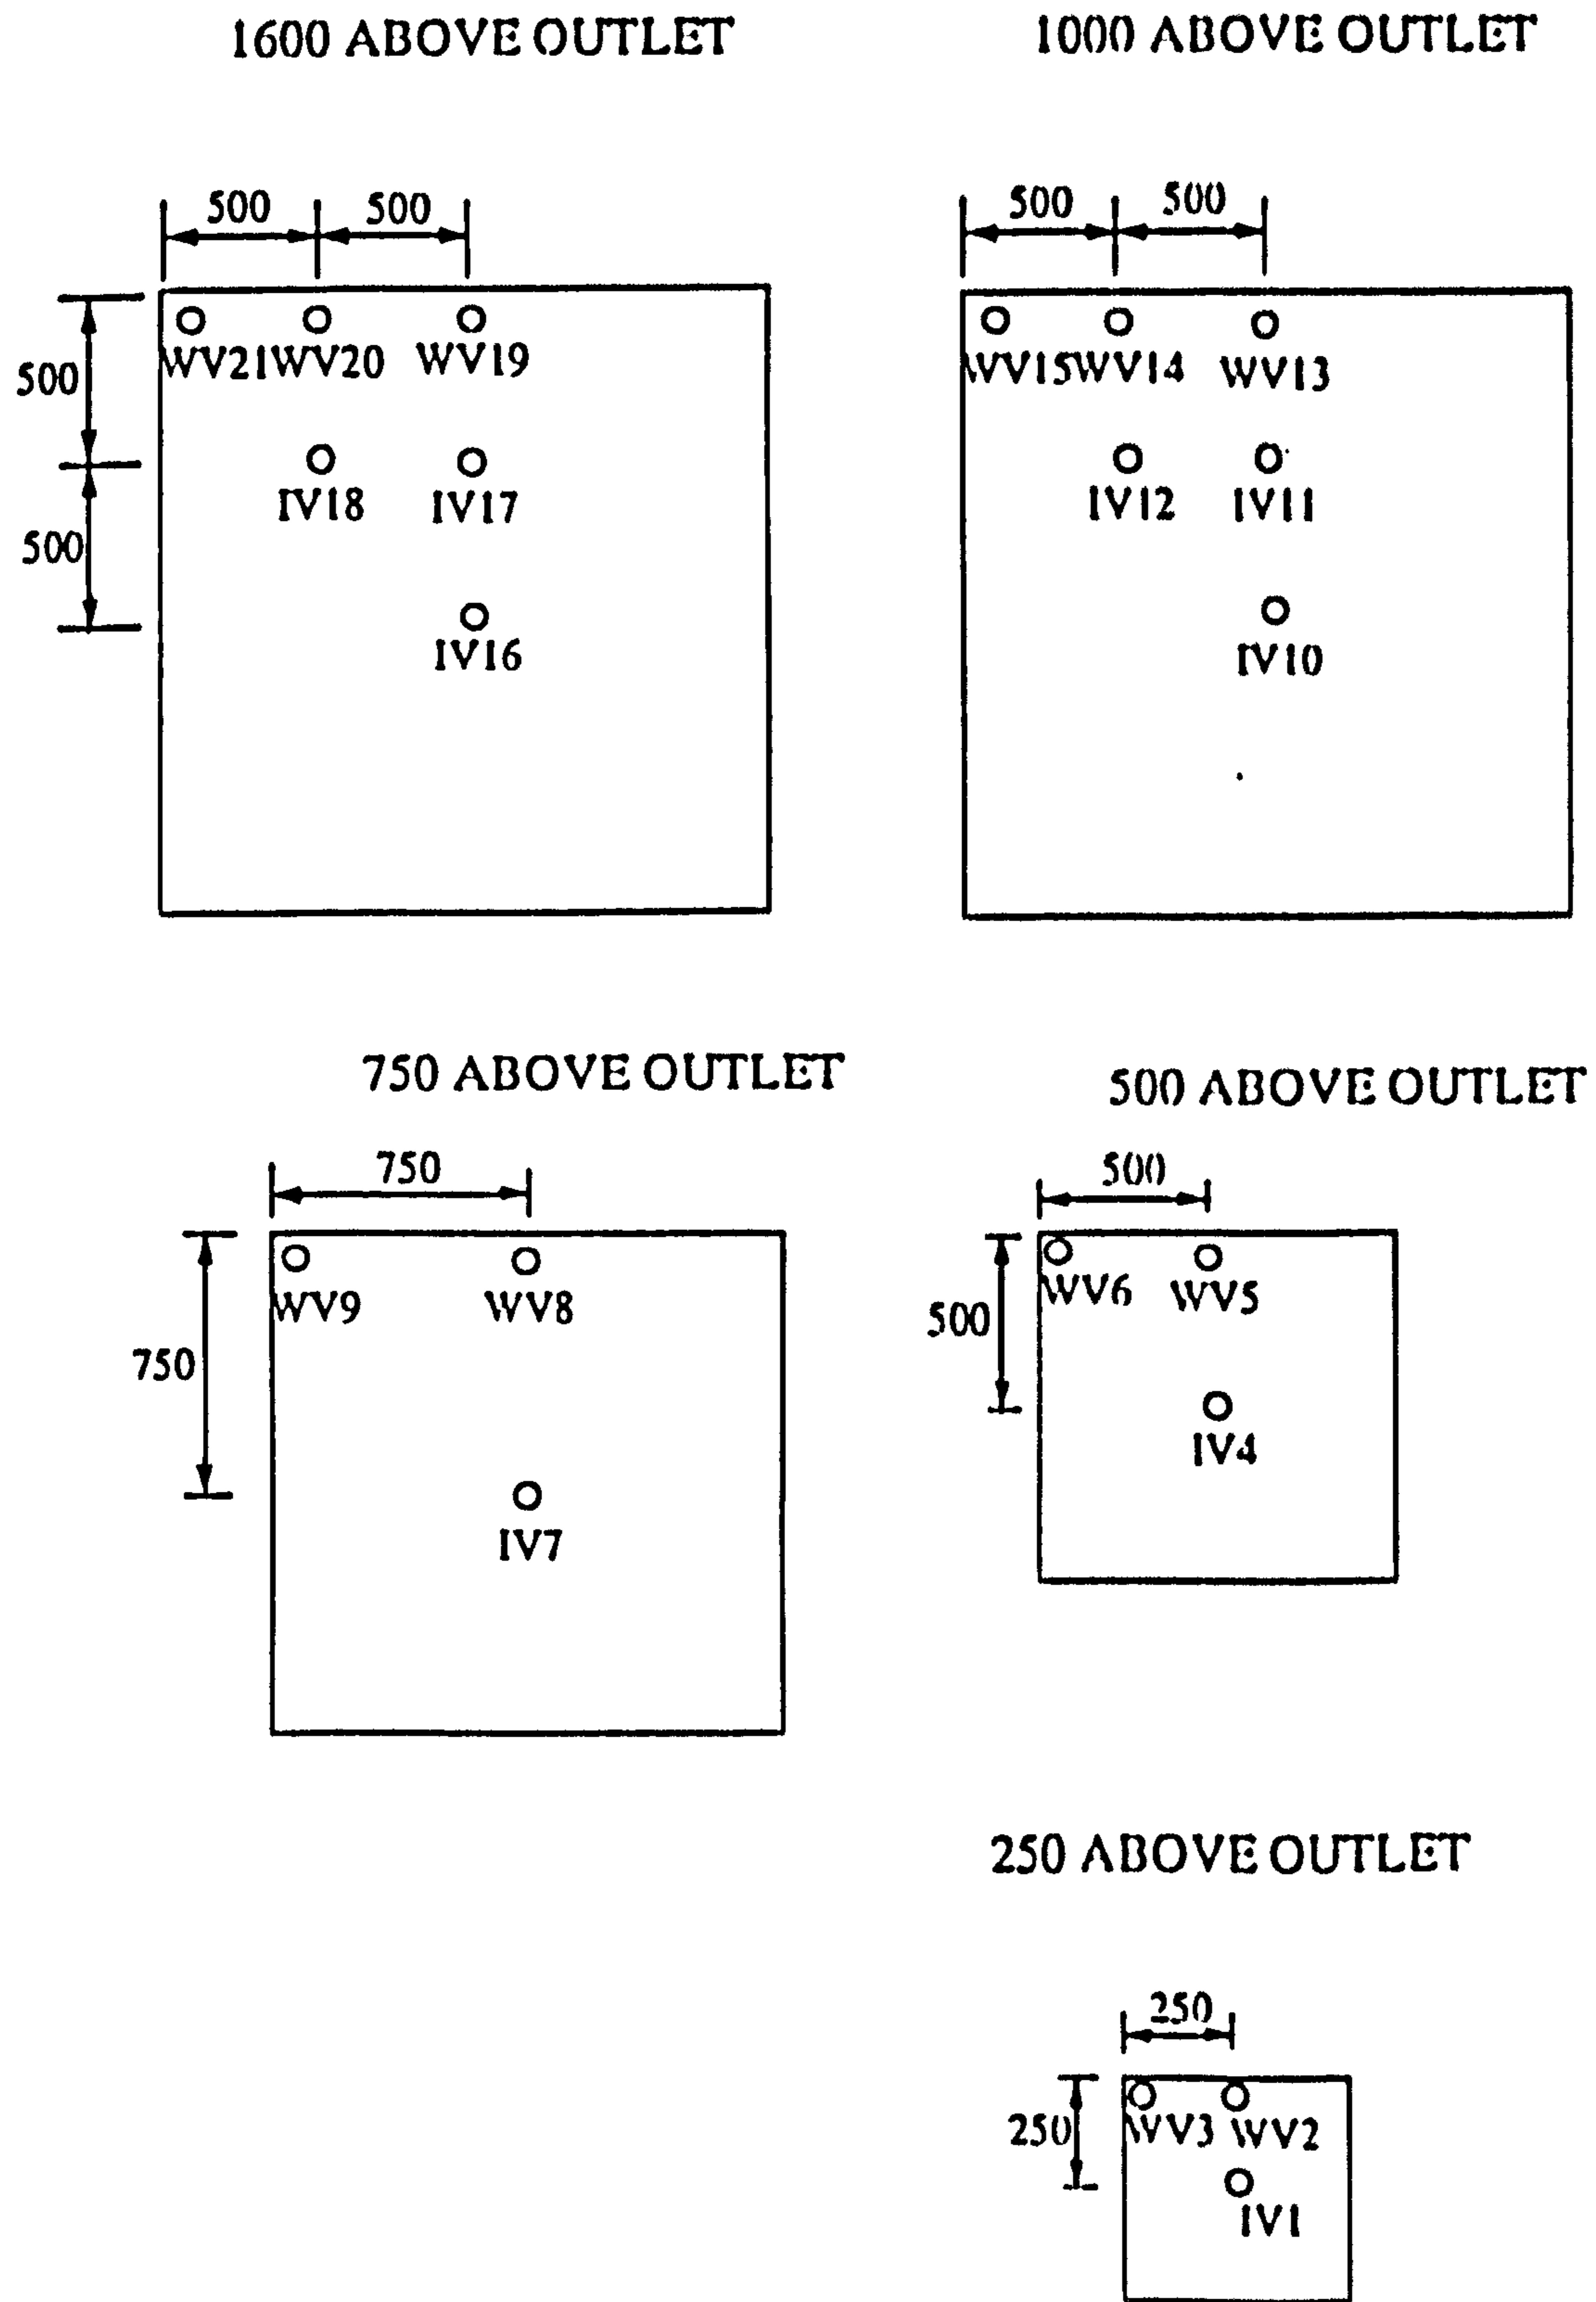 1600 ABOVE OUTLET
1000 ABOVE OUTLET
500 500
500 500
WV21 WV20 WV19
WV15 WV14 WV13
500
IV18 IV17
IV12 IV11
500
IV16
IV10
750 ABOVE OUTLET
500 ABOVE OUTLET
750
500
WV9 WV8
WV6 WV5
750
500
IV7
IV4
250 ABOVE OUTLET
250
250
WV3 WV2
IV1